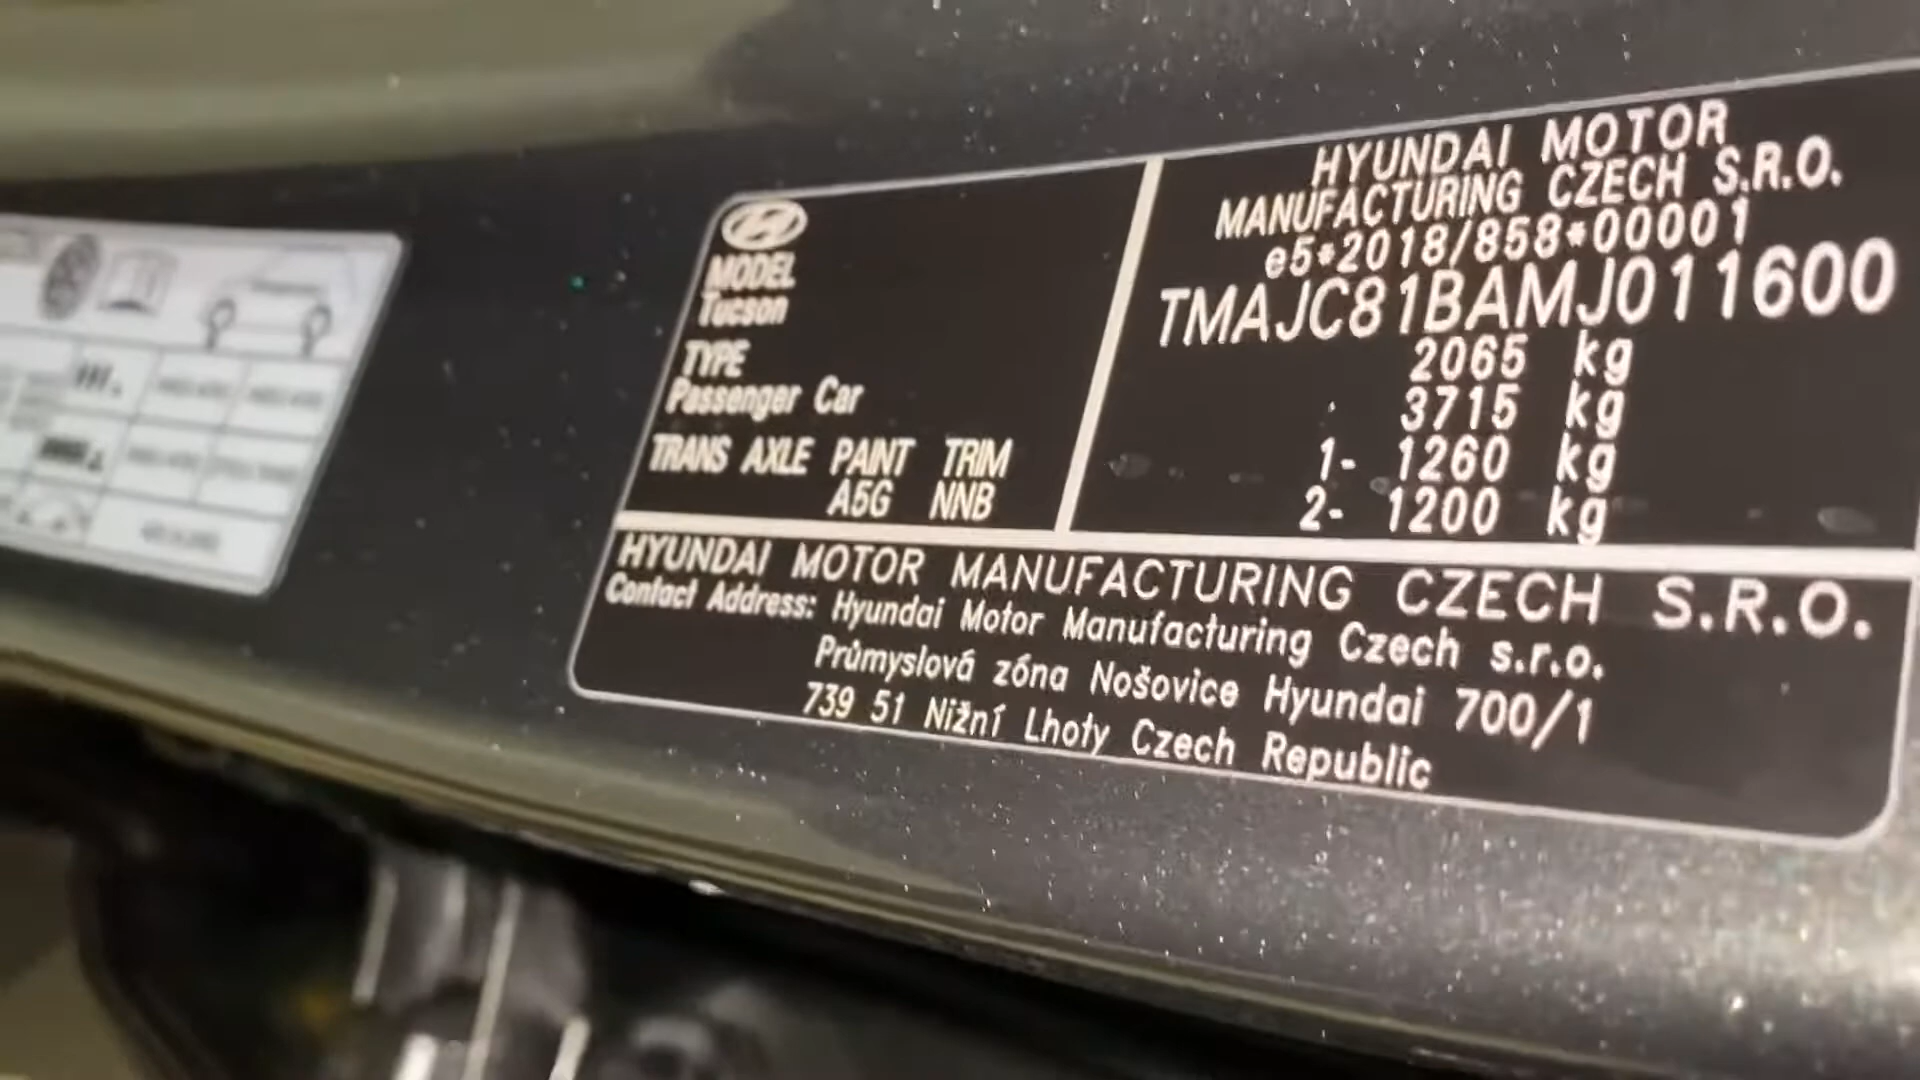 MODEL
Tucson
TYPE
Passenger Car
TRANS AXLE PAINT TRIM
A5G NNB
HYUNDAI MOTOR
MANUFACTURING CZECH S.R.O.
e5*2018/858*00001
TMAJC81BAMJ011600
2065 kg
3715 kg
1- 1260 kg
2- 1200 kg
HYUNDAI MOTOR MANUFACTURING CZECH S.R.O.
Contact Address: Hyundai Motor Manufacturing Czech s.r.o.
Průmyslová zóna Nošovice Hyundai 700/1
739 51 Nižní Lhoty Czech Republic